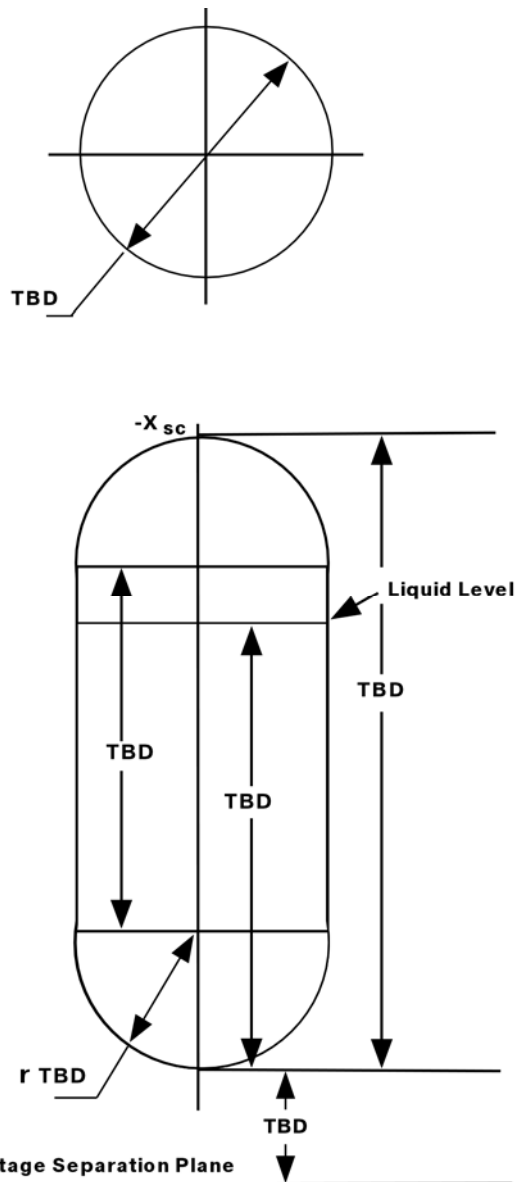 TBD
-X sc
Liquid Level
TBD
TBD
TBD
r TBD
TBD
tage Separation Plane